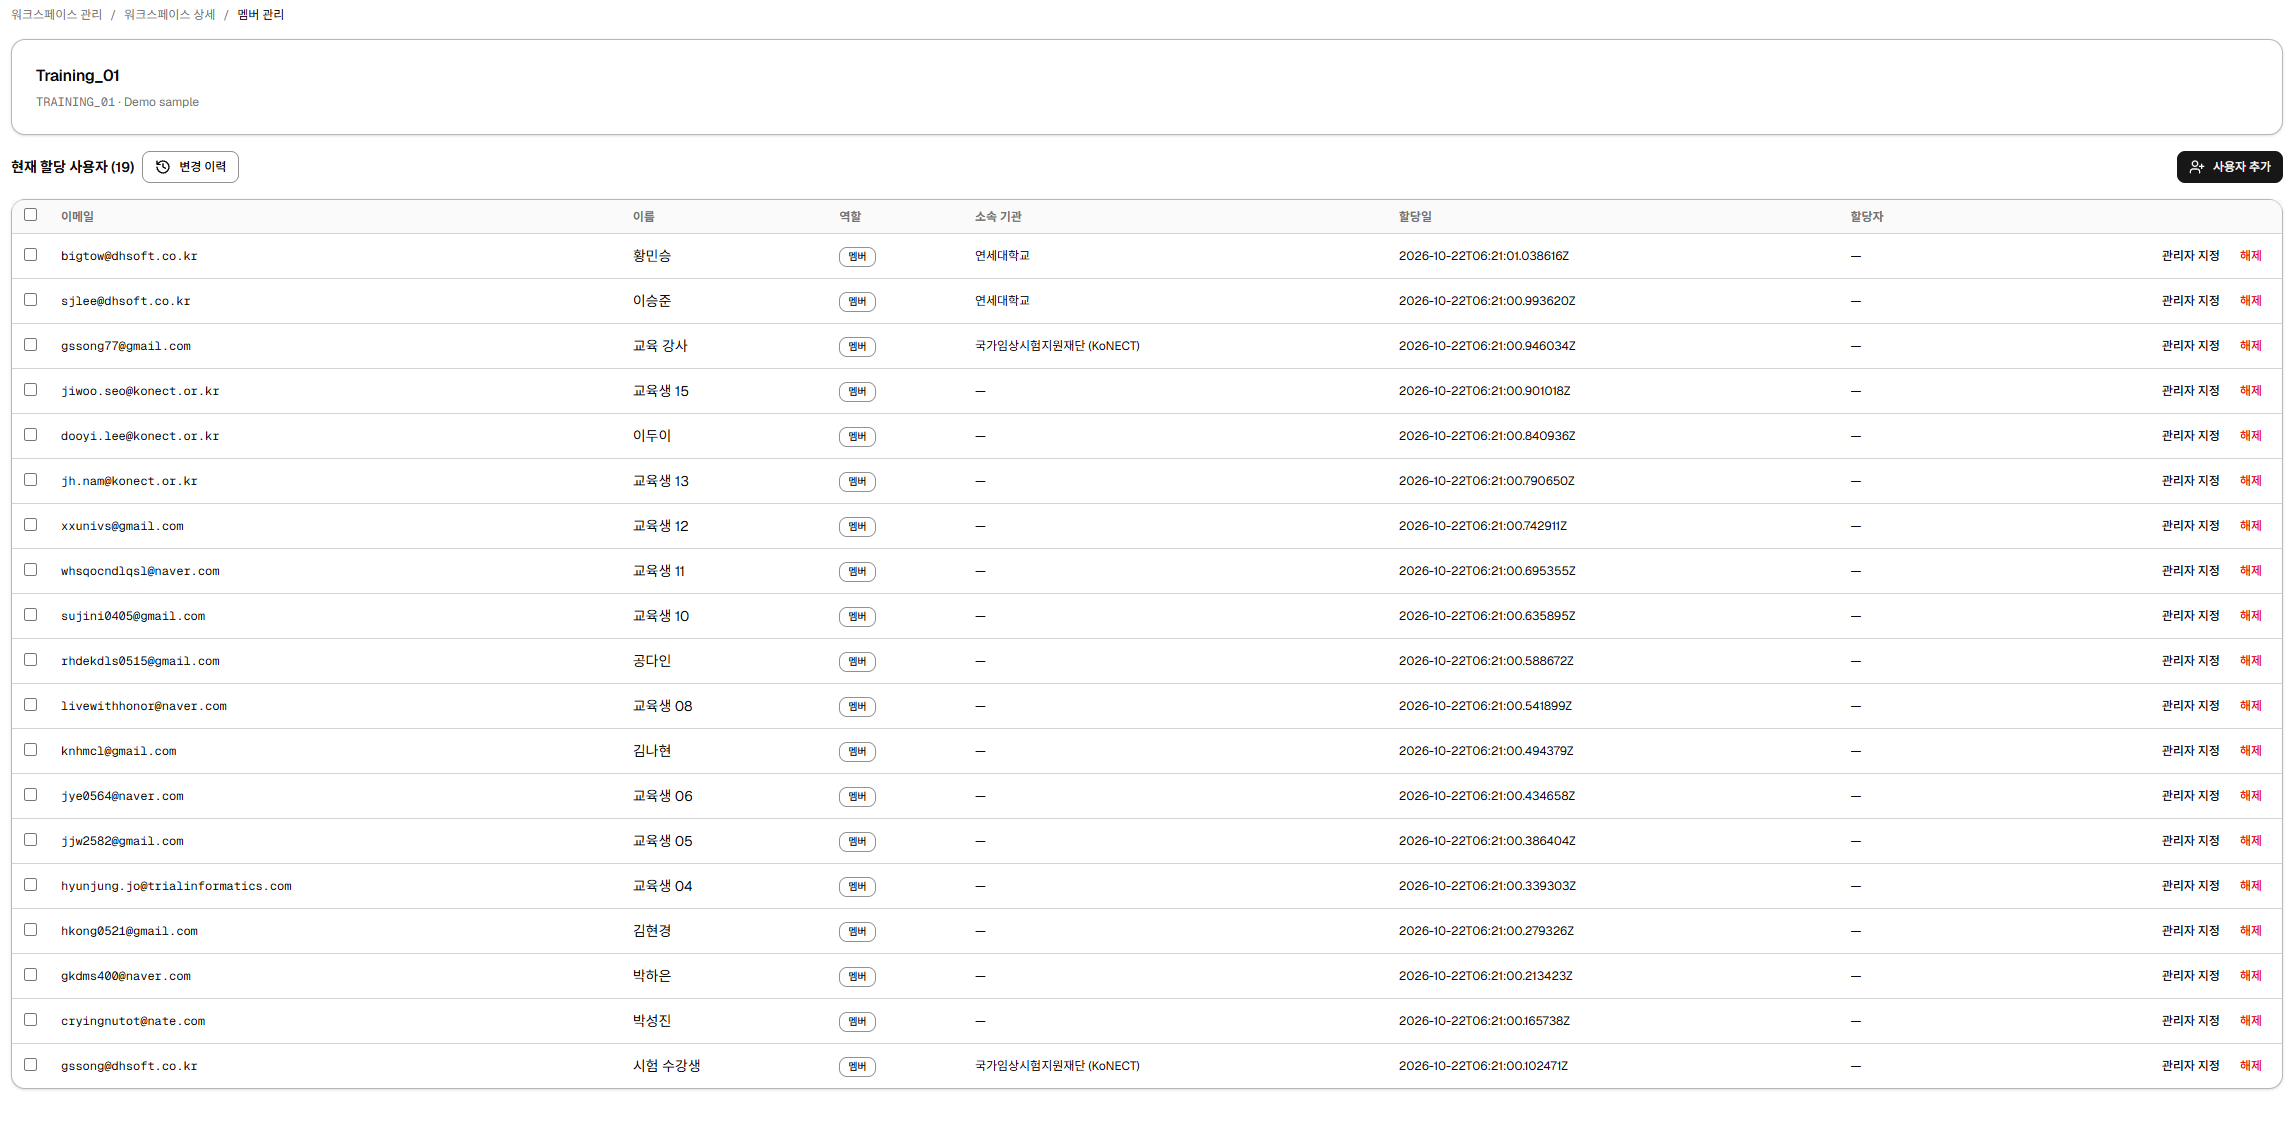 워크스페이스 관리 / 워크스페이스 상세 / 멤버 관리
Training_01
TRAINING_01 · Demo sample
현재 할당 사용자 (19) 변경 이력 사용자 추가
이메일 이름 역할 소속 기관 할당일 할당자
bigtow@dhsoft.co.kr 황민승 멤버 연세대학교 2026-10-22T06:21:01.038616Z — 관리자 지정 해제
sjlee@dhsoft.co.kr 이승준 멤버 연세대학교 2026-10-22T06:21:00.993620Z — 관리자 지정 해제
gssong77@gmail.com 교육 강사 멤버 국가임상시험지원재단 (KoNECT) 2026-10-22T06:21:00.946034Z — 관리자 지정 해제
jiwoo.seo@konect.or.kr 교육생 15 멤버 — 2026-10-22T06:21:00.901018Z — 관리자 지정 해제
dooyi.lee@konect.or.kr 이두이 멤버 — 2026-10-22T06:21:00.840936Z — 관리자 지정 해제
jh.nam@konect.or.kr 교육생 13 멤버 — 2026-10-22T06:21:00.790650Z — 관리자 지정 해제
xxunivs@gmail.com 교육생 12 멤버 — 2026-10-22T06:21:00.742911Z — 관리자 지정 해제
whsqocndlqsl@naver.com 교육생 11 멤버 — 2026-10-22T06:21:00.695355Z — 관리자 지정 해제
sujini0405@gmail.com 교육생 10 멤버 — 2026-10-22T06:21:00.635895Z — 관리자 지정 해제
rhdekdls0515@gmail.com 공다인 멤버 — 2026-10-22T06:21:00.588672Z — 관리자 지정 해제
livewithhonor@naver.com 교육생 08 멤버 — 2026-10-22T06:21:00.541899Z — 관리자 지정 해제
knhmcl@gmail.com 김나현 멤버 — 2026-10-22T06:21:00.494379Z — 관리자 지정 해제
jye0564@naver.com 교육생 06 멤버 — 2026-10-22T06:21:00.434658Z — 관리자 지정 해제
jjw2582@gmail.com 교육생 05 멤버 — 2026-10-22T06:21:00.386404Z — 관리자 지정 해제
hyunjung.jo@trialinformatics.com 교육생 04 멤버 — 2026-10-22T06:21:00.339303Z — 관리자 지정 해제
hkong0521@gmail.com 김현경 멤버 — 2026-10-22T06:21:00.279326Z — 관리자 지정 해제
gkdms400@naver.com 박하은 멤버 — 2026-10-22T06:21:00.213423Z — 관리자 지정 해제
cryingnutot@nate.com 박성진 멤버 — 2026-10-22T06:21:00.165738Z — 관리자 지정 해제
gssong@dhsoft.co.kr 시험 수강생 멤버 국가임상시험지원재단 (KoNECT) 2026-10-22T06:21:00.102471Z — 관리자 지정 해제